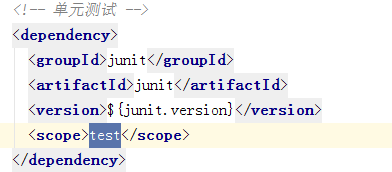 <!-- 单元测试 -->
<dependency>
<groupId>junit</groupId>
<artifactId>junit</artifactId>
<version>${junit.version}</version>
<scope>test</scope>
</dependency>